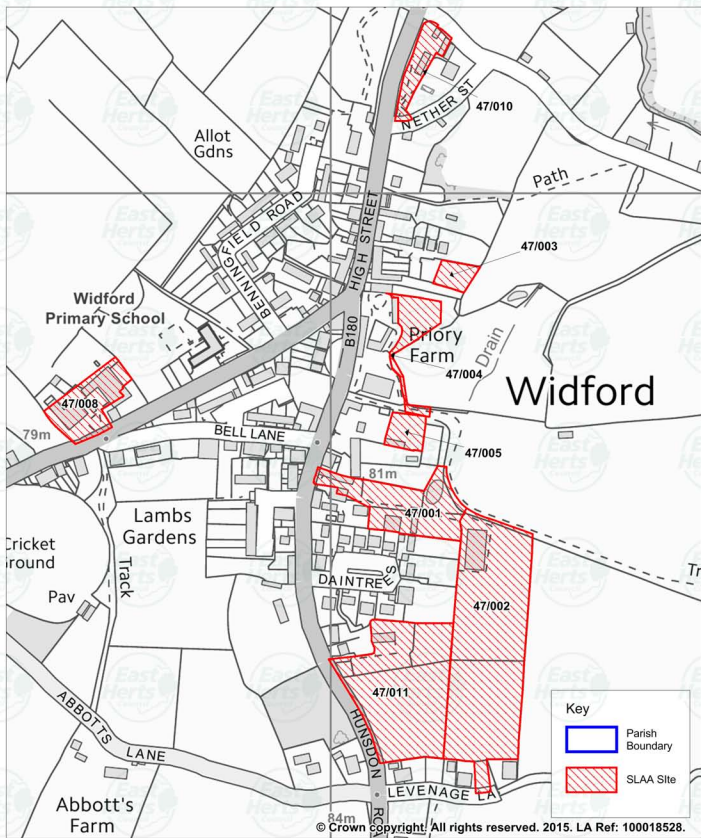 47/010
NETHER ST
Allot
Gdns
Path
BENNINGFIELD ROAD
HIGH STREET
47/003
Widford
Primary School
B180
Priory
Farm
Drain
47/004
Widford
47/008
79m
BELL LANE
47/005
81m
47/001
Lambs
Gardens
Cricket
Ground
Track
Pav
DAINTREES
47/002
47/011
HUNSDON
ABBOTTS
LANE
LEVENAGE LA
Abbott's
Farm
84m
Key
Parish
Boundary
SLAA SIte
© Crown copyright. All rights reserved. 2015. LA Ref: 100018528.
East
Herts